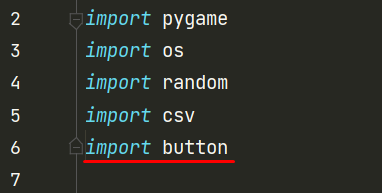 2 import pygame
3 import os
4 import random
5 import csv
6 import button
7